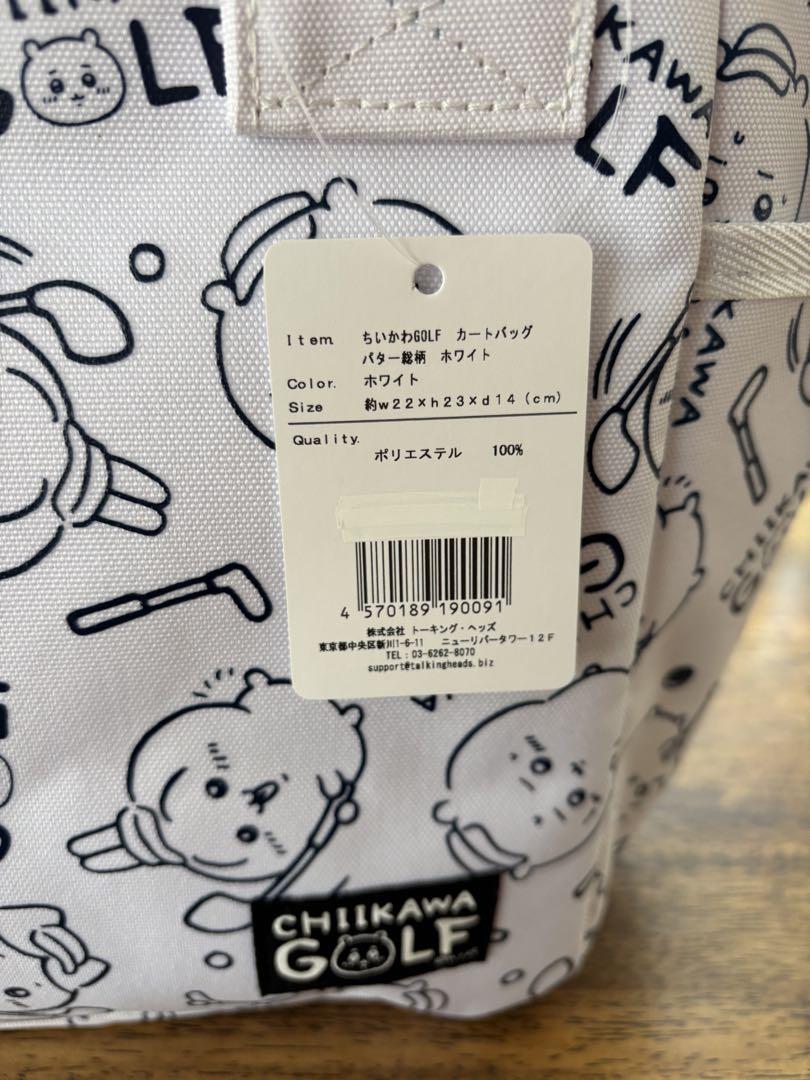 GOLF
KAWA
LF
Item ちいかわGOLF カートバッグ
パター総柄 ホワイト
Color. ホワイト
Size 約w22×h23×d14(cm)
Quality.
ポリエステル 100%
4 570189 190091
株式会社 トーキング・ヘッズ
東京都中央区新川1-6-11 ニューリバータワー12F
TEL:03-6262-8070
support@talkingheads.biz
KAWA
CHIIKAWA
CHIIKAWA
GOLF